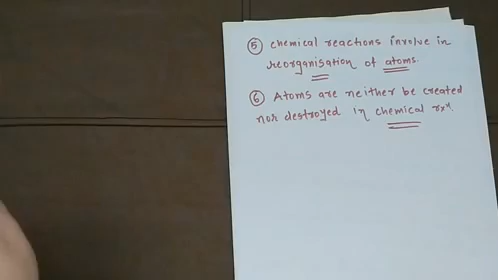 ⑤ Chemical reactions involve in
reorganisation of atoms.
⑥ Atoms are neither be created
nor destroyed in chemical rxⁿ.